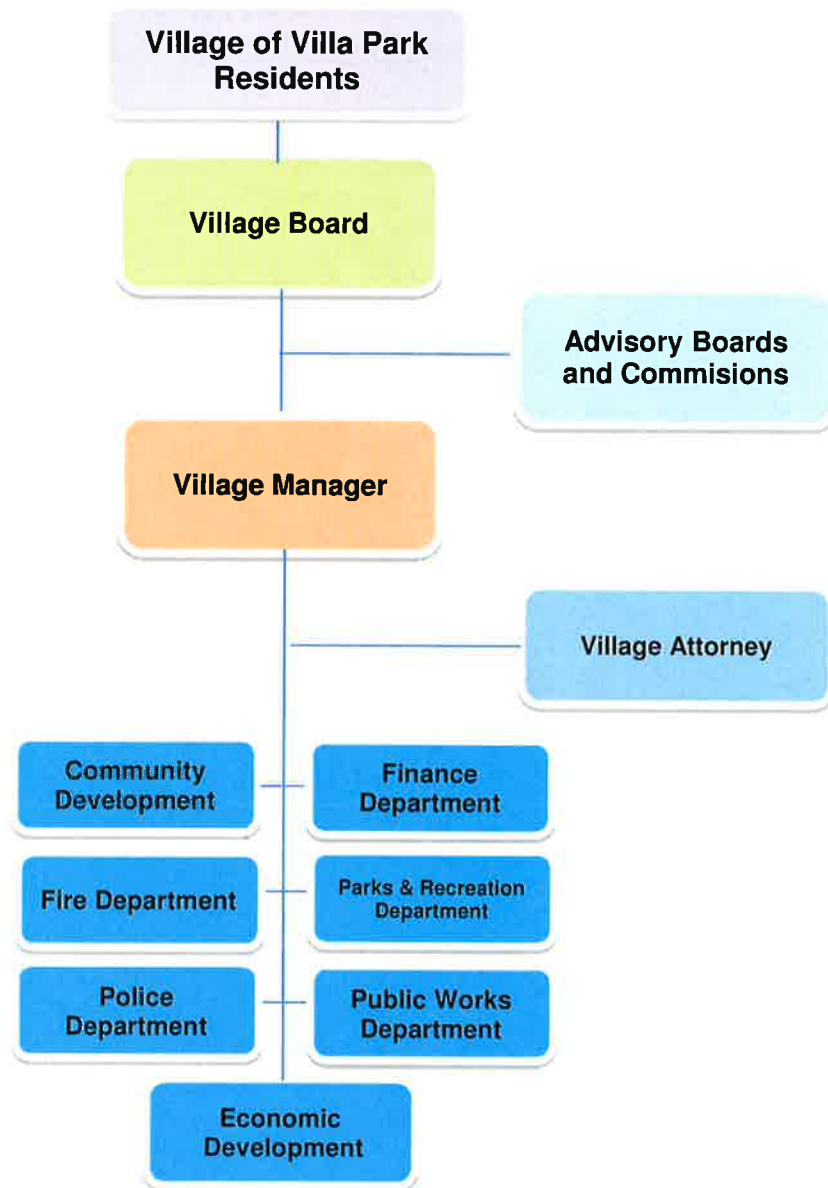 Village of Villa Park
Residents
Village Board
Advisory Boards
and Commisions
Village Manager
Village Attorney
Community
Development
Finance
Department
Fire Department
Parks & Recreation
Department
Police
Department
Public Works
Department
Economic
Development